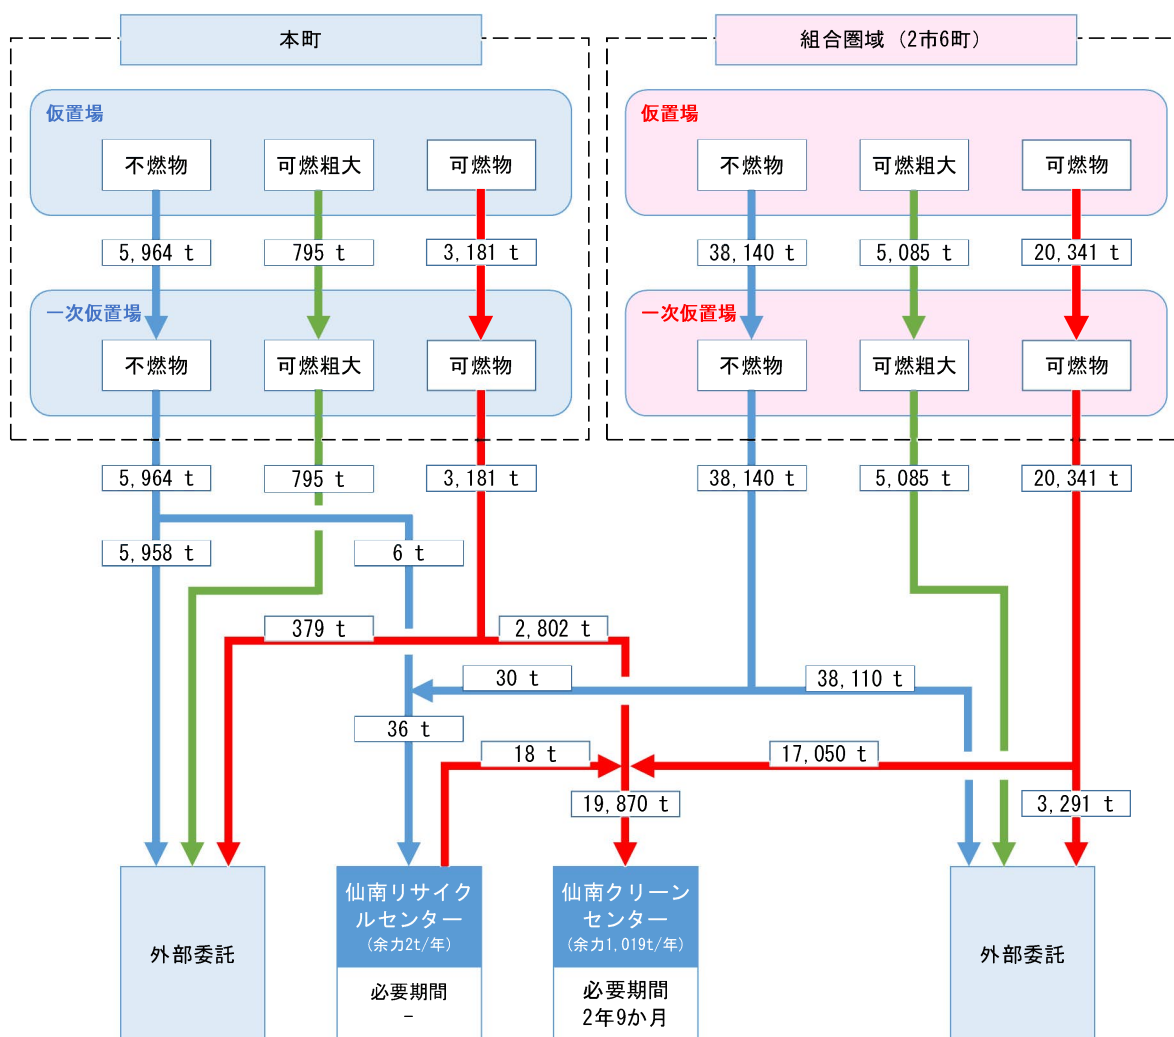 本町
組合圏域（2市6町）
仮置場
不燃物
可燃粗大
可燃物
仮置場
不燃物
可燃粗大
可燃物
5,964 t
795 t
3,181 t
38,140 t
5,085 t
20,341 t
一次仮置場
不燃物
可燃粗大
可燃物
一次仮置場
不燃物
可燃粗大
可燃物
5,964 t
795 t
3,181 t
38,140 t
5,085 t
20,341 t
5,958 t
6 t
379 t
2,802 t
30 t
38,110 t
36 t
18 t
17,050 t
19,870 t
3,291 t
外部委託
仙南リサイク
ルセンター
(余力2t/年)
必要期間
-
仙南クリーン
センター
(余力1,019t/年)
必要期間
2年9か月
外部委託